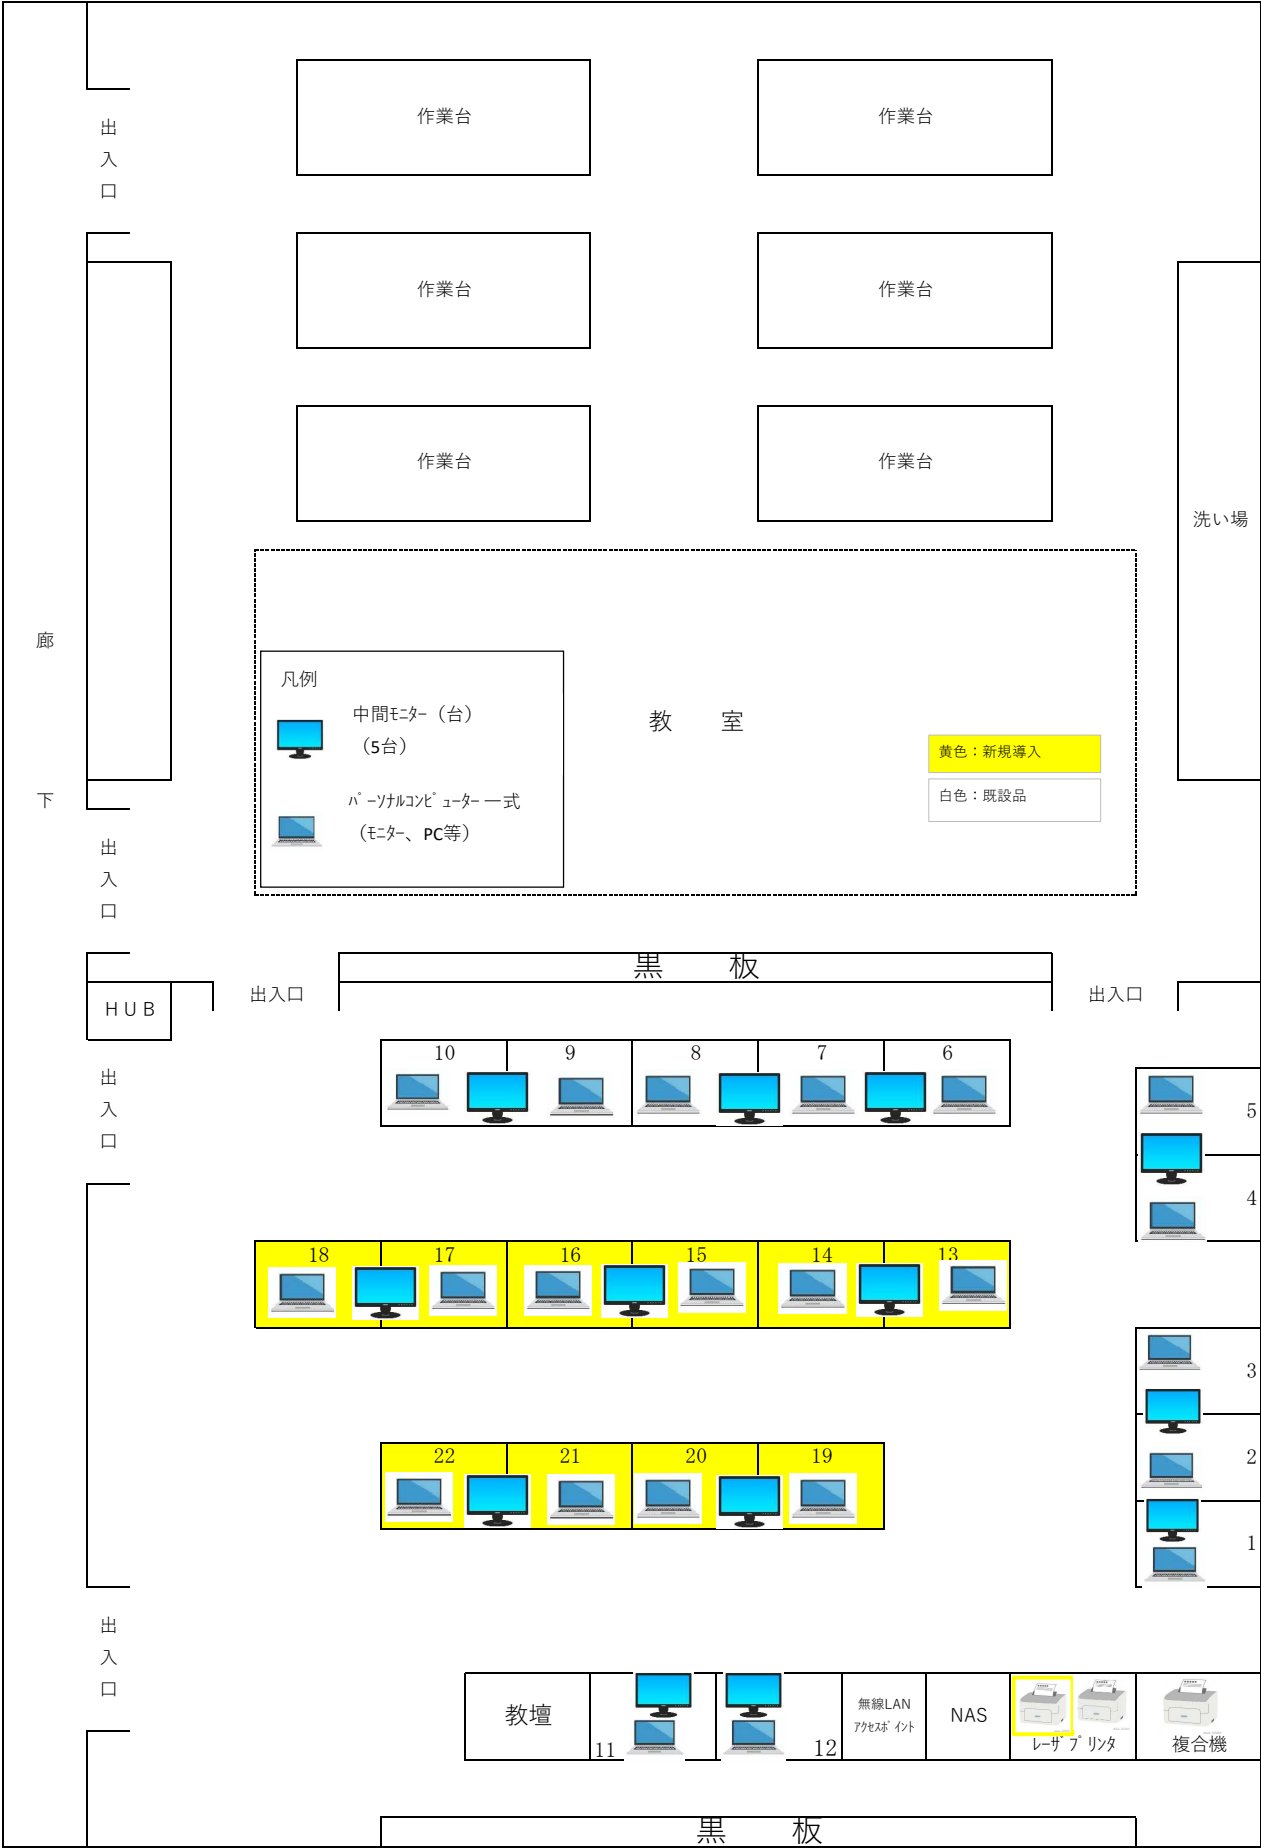 作業台
作業台
出入口
作業台
作業台
作業台
作業台
洗い場
廊下
凡例
中間ﾓﾆﾀｰ（台）
（5台）
ﾊﾟｰｿﾅﾙｺﾝﾋﾟｭｰﾀｰ 一式
（ﾓﾆﾀｰ、PC等）
教　室
黄色：新規導入
白色：既設品
出入口
黒　板
HUB
出入口
出入口
出入口
10
9
8
7
6
5
4
18
17
16
15
14
13
3
2
1
22
21
20
19
出入口
教壇
11
12
無線LAN
ｱｸｾｽﾎﾟｲﾝﾄ
NAS
ﾚｰｻﾞﾌﾟﾘﾝﾀ
複合機
黒　板